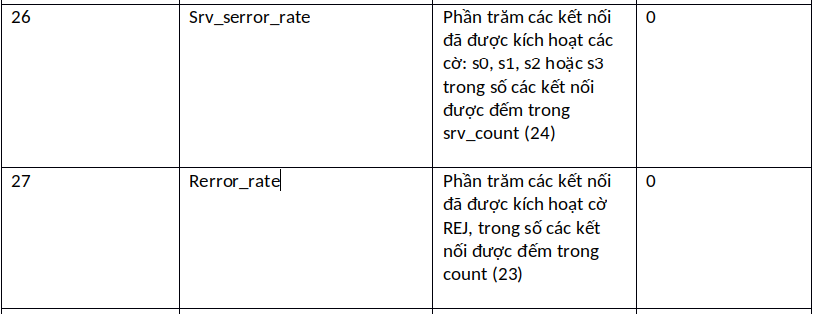 26
Srv_serror_rate
Phần trăm các kết nối
đã được kích hoạt các
cờ: s0, s1, s2 hoặc s3
trong số các kết nối
được đếm trong
srv_count (24)
0
27
Rerror_rate
Phần trăm các kết nối
đã được kích hoạt cờ
REJ, trong số các kết
nối được đếm trong
count (23)
0